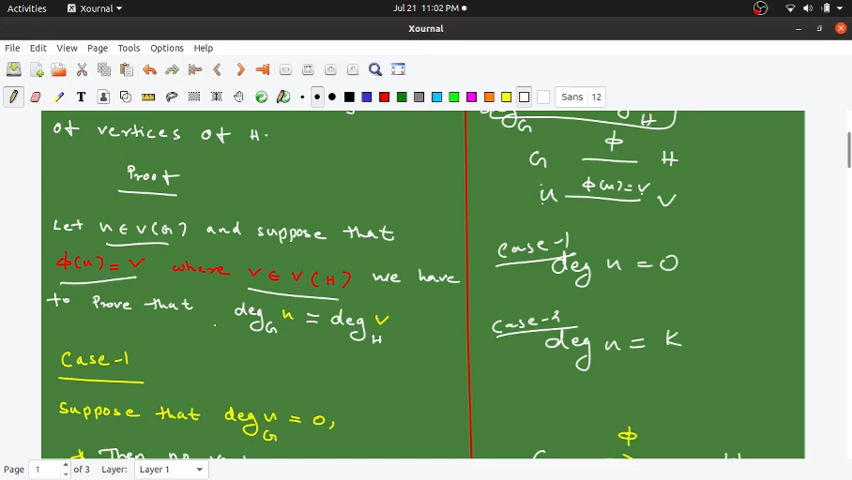 Activities
Xournal
Jul 21 11:02 PM
Xournal
File Edit View Page Tools Options Help
Sans 12
of vertices of H.
Proof
Let u ∈ V(G) and suppose that
ϕ(u) = v where v ∈ V(H) we have
to Prove that deg_G u = deg_H v
Case-1
Suppose that deg_G u = 0,
Then no
G ϕ H
u ϕ(u)=v v
Case-1
deg u = 0
Case-2
deg u = K
ϕ
Page 1 of 3 Layer: Layer 1